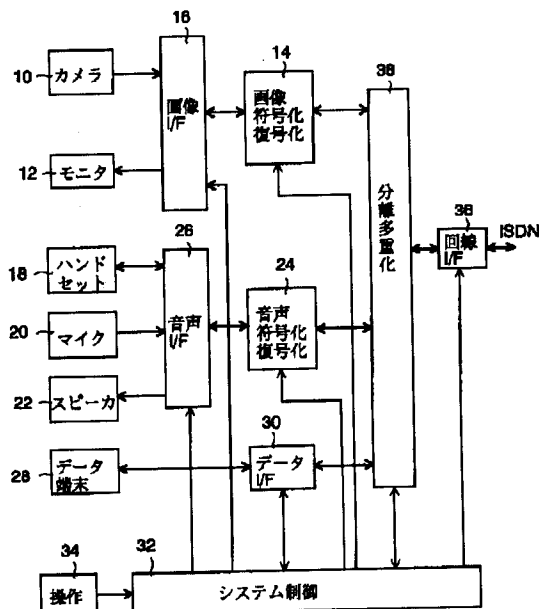 16
10
カメラ
画像
I/F
14
画像
符号化
復号化
38
12
モニタ
分離多重化
36
回線
I/F
ISDN
26
18
ハンド
セット
音声
I/F
24
音声
符号化
復号化
20
マイク
22
スピーカ
30
データ
I/F
28
データ
端末
34
操作
32
システム制御